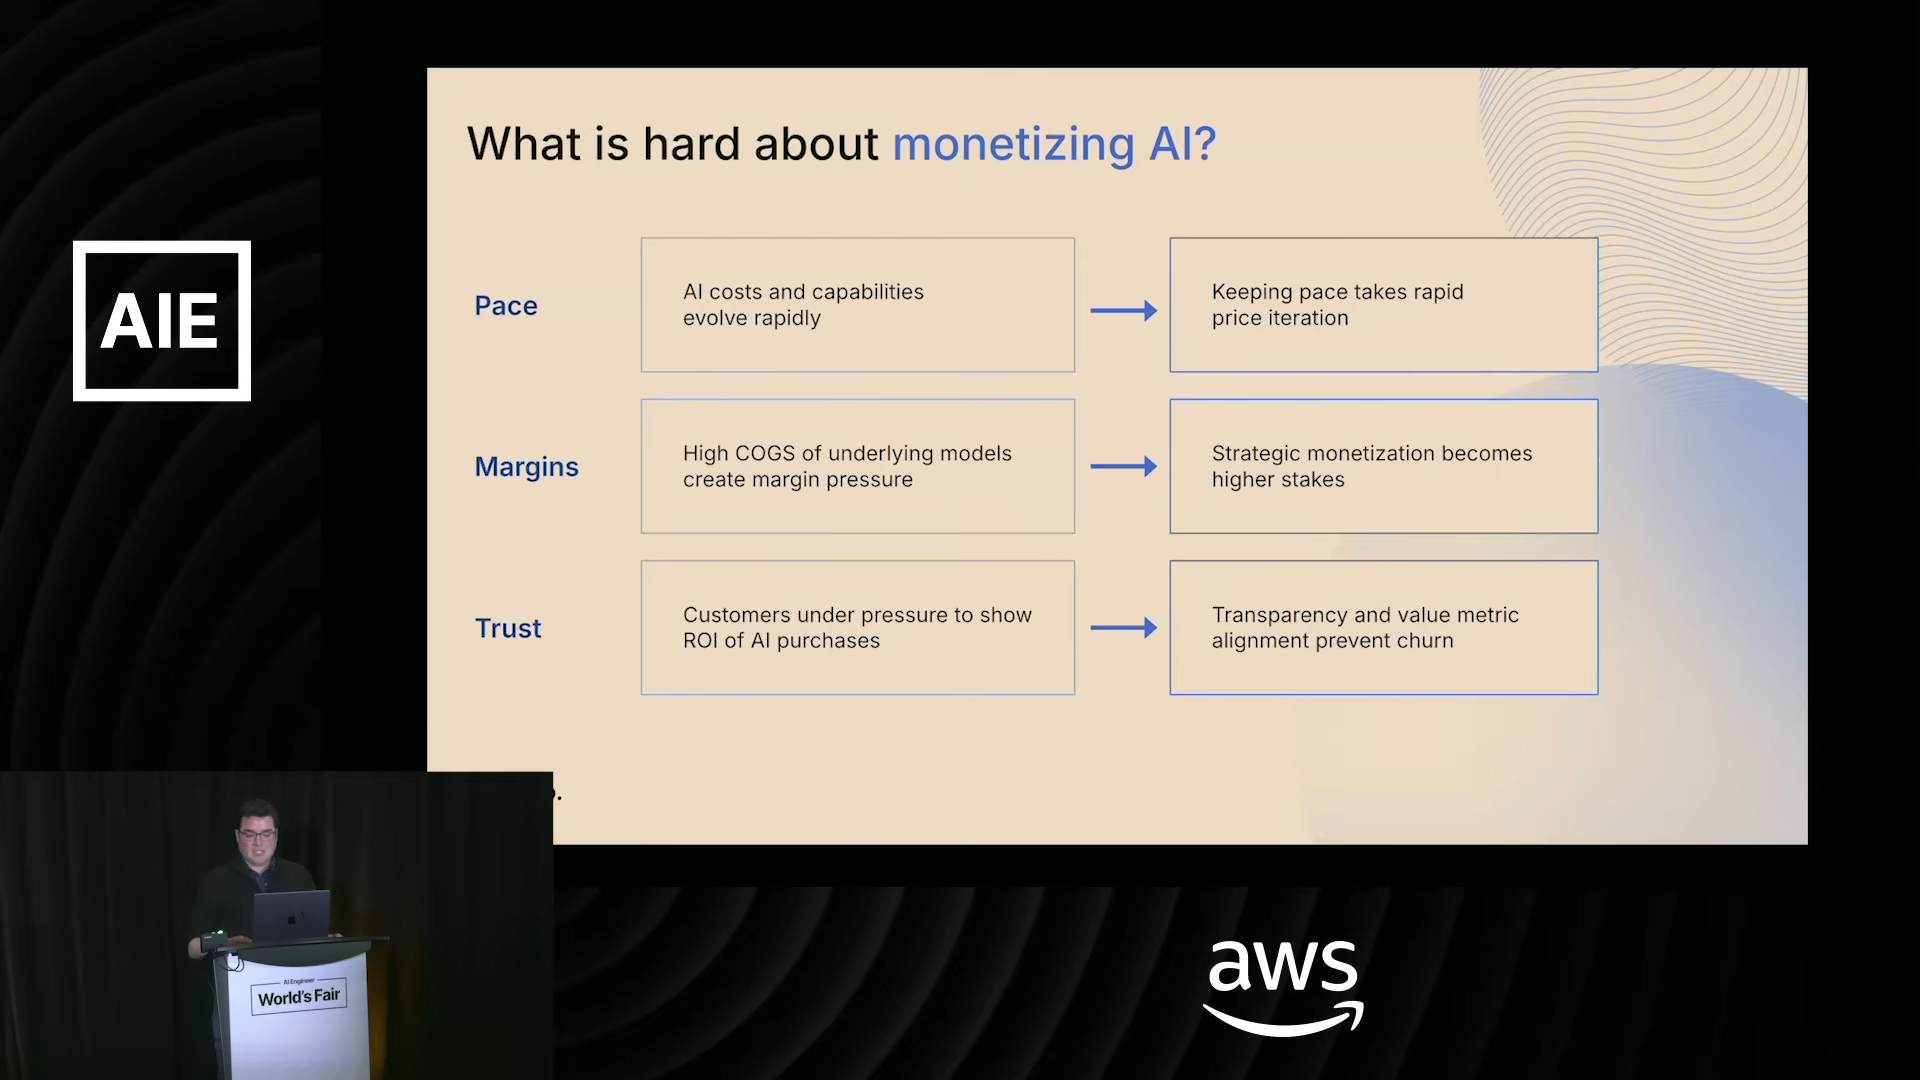 What is hard about monetizing AI?
AIE
Pace
AI costs and capabilities
evolve rapidly
Keeping pace takes rapid
price iteration
Margins
High COGS of underlying models
create margin pressure
Strategic monetization becomes
higher stakes
Trust
Customers under pressure to show
ROI of AI purchases
Transparency and value metric
alignment prevent churn
AI Engineer
World's Fair
aws